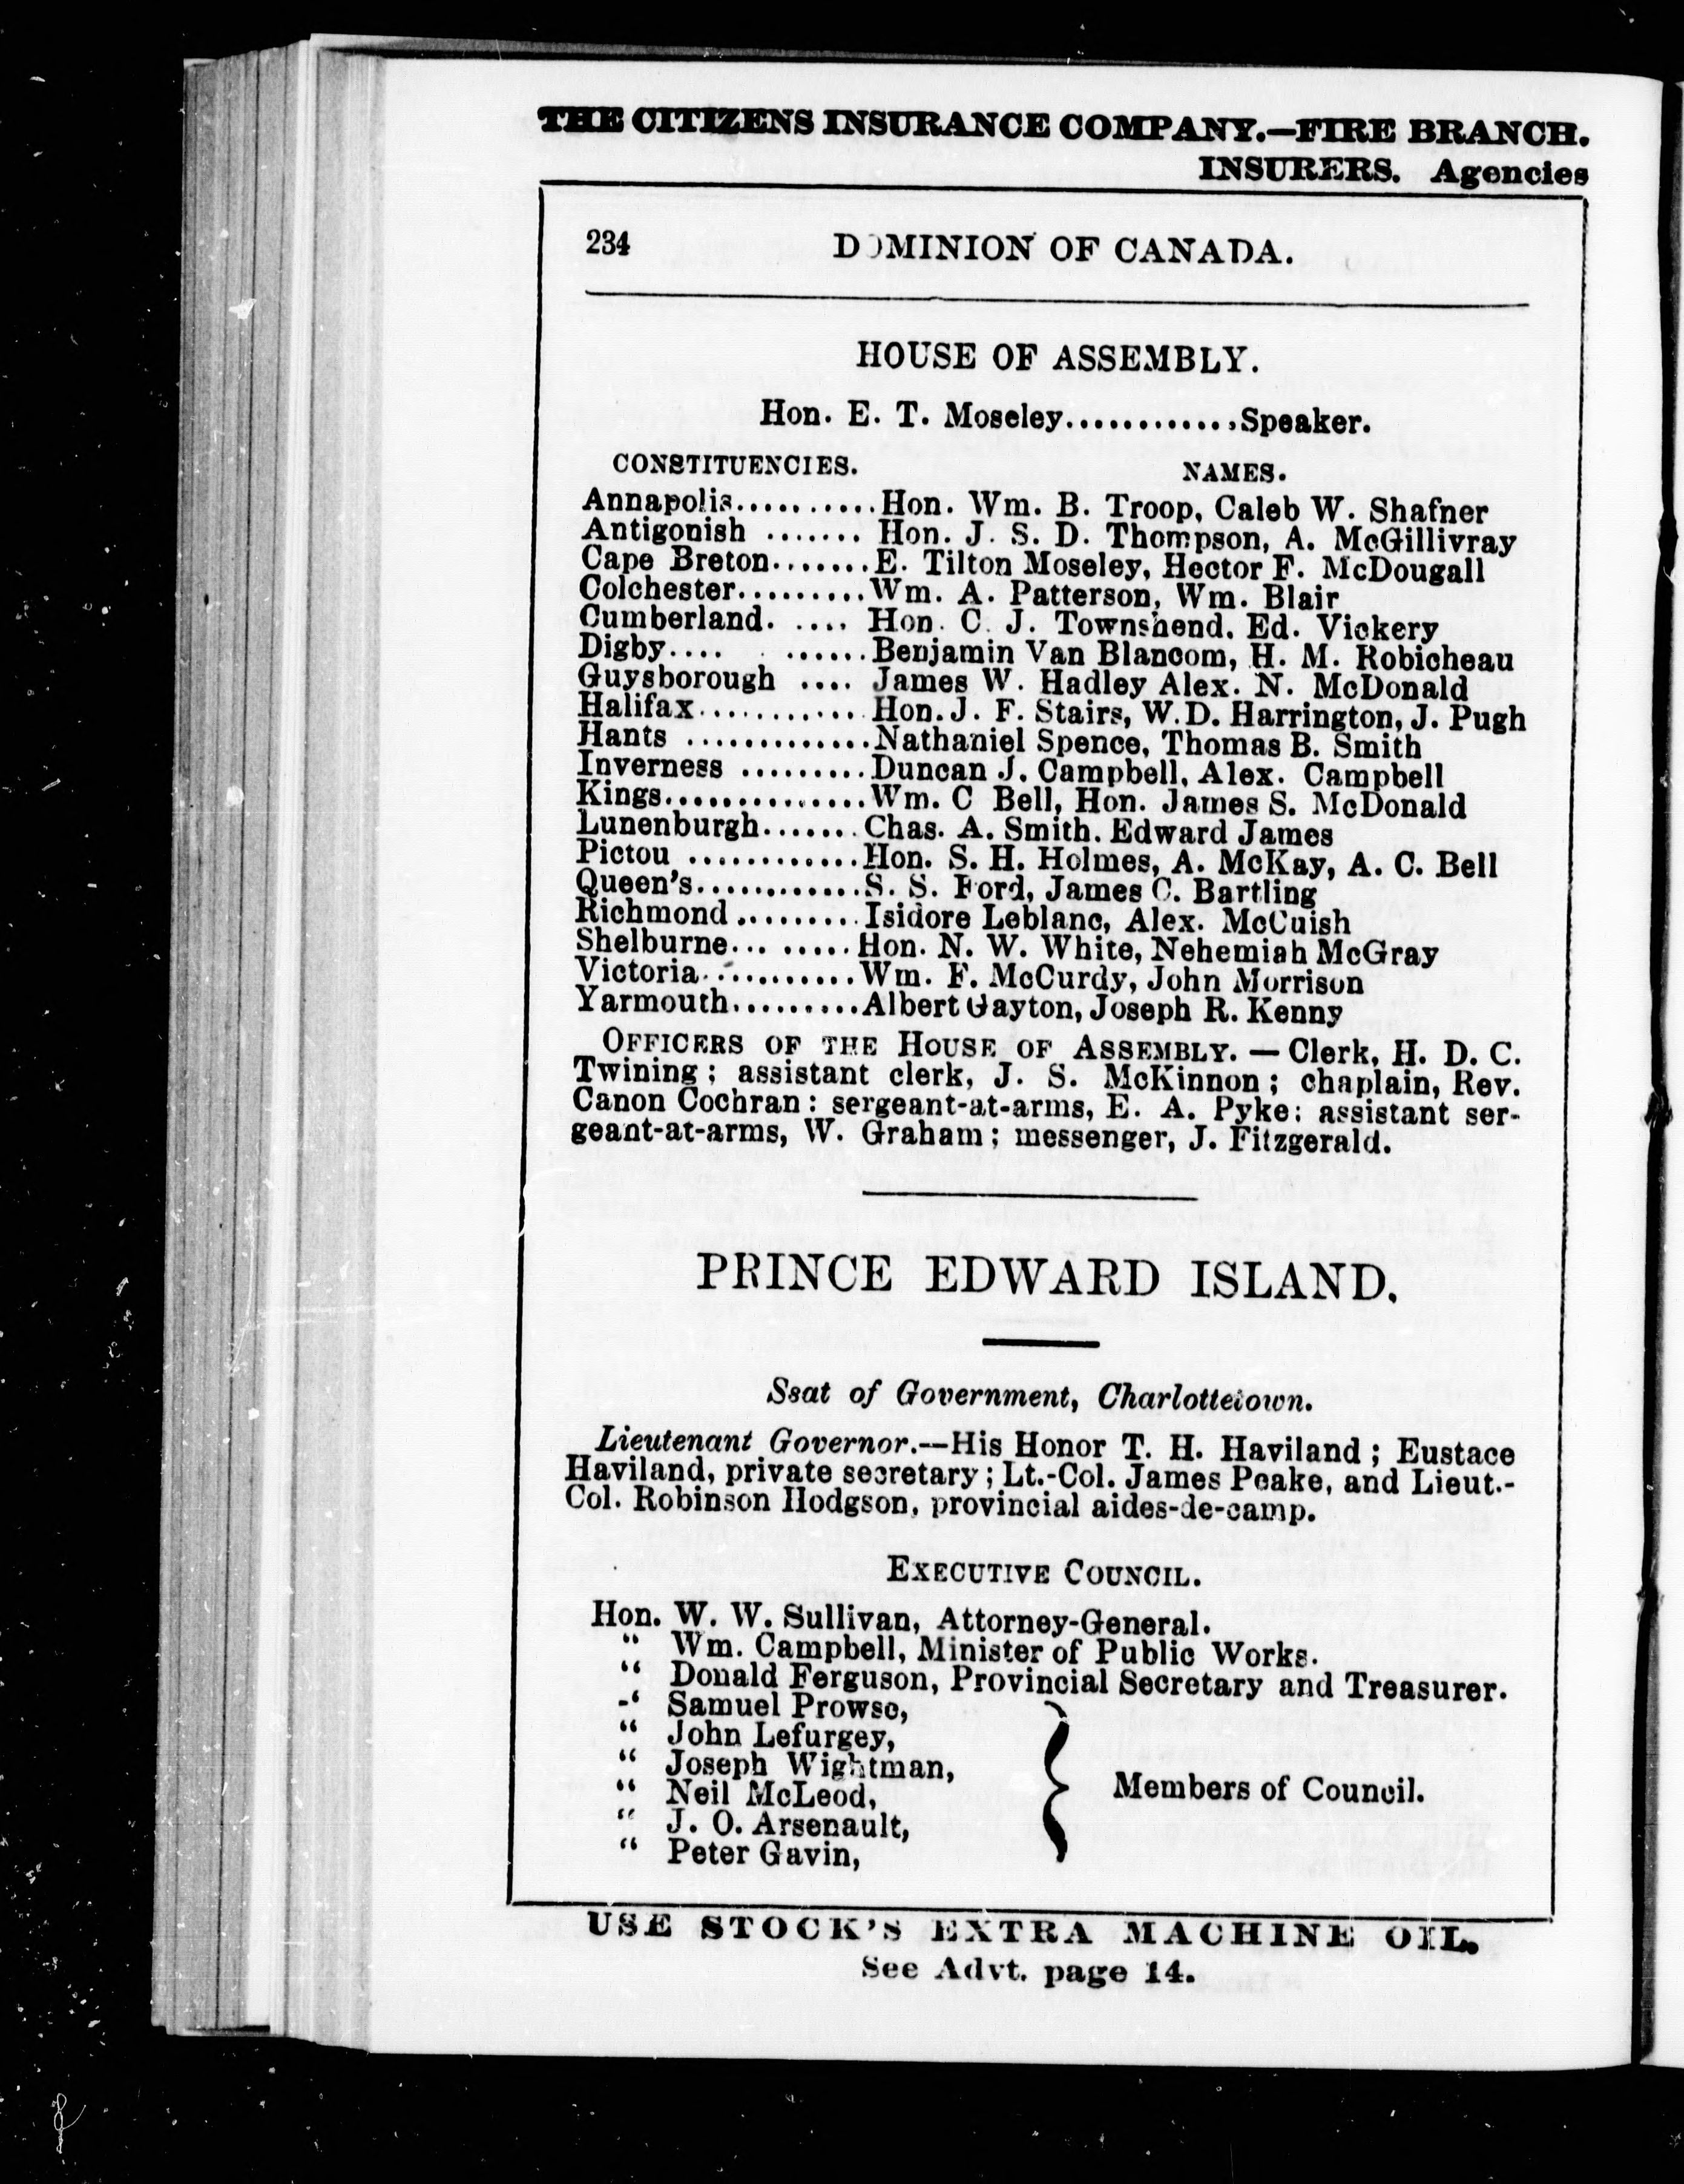 THE CITIZENS INSURANCE COMPANY.—FIRE BRANCH.
INSURERS. Agencies
234 DOMINION OF CANADA.
HOUSE OF ASSEMBLY.
Hon. E. T. Moseley............Speaker.
CONSTITUENCIES. NAMES.
Annapolis..........Hon. Wm. B. Troop, Caleb W. Shafner
Antigonish ....... Hon. J. S. D. Thompson, A. McGillivray
Cape Breton.......E. Tilton Moseley, Hector F. McDougall
Colchester.........Wm. A. Patterson, Wm. Blair
Cumberland. .... Hon. C. J. Townshend. Ed. Vickery
Digby.... ......Benjamin Van Blancom, H. M. Robicheau
Guysborough .... James W. Hadley Alex. N. McDonald
Halifax............Hon. J. F. Stairs, W.D. Harrington, J. Pugh
Hants .............Nathaniel Spence, Thomas B. Smith
Inverness .........Duncan J. Campbell, Alex. Campbell
Kings..............Wm. C Bell, Hon. James S. McDonald
Lunenburgh.......Chas. A. Smith. Edward James
Pictou ............Hon. S. H. Holmes, A. McKay, A. C. Bell
Queen's............S. S. Ford, James C. Bartling
Richmond.........Isidore Leblanc, Alex. McCuish
Shelburne... .....Hon. N. W. White, Nehemiah McGray
Victoria...........Wm. F. McCurdy, John Morrison
Yarmouth.........Albert Gayton, Joseph R. Kenny
OFFICERS OF THE HOUSE OF ASSEMBLY. — Clerk, H. D. C.
Twining; assistant clerk, J. S. McKinnon; chaplain, Rev.
Canon Cochran: sergeant-at-arms, E. A. Pyke; assistant ser-
geant-at-arms, W. Graham; messenger, J. Fitzgerald.
PRINCE EDWARD ISLAND.
Ssat of Government, Charlottetown.
Lieutenant Governor.—His Honor T. H. Haviland; Eustace
Haviland, private secretary; Lt.-Col. James Peake, and Lieut.-
Col. Robinson Hodgson, provincial aides-de-camp.
EXECUTIVE COUNCIL.
Hon. W. W. Sullivan, Attorney-General.
" Wm. Campbell, Minister of Public Works.
" Donald Ferguson, Provincial Secretary and Treasurer.
-' Samuel Prowse,
" John Lefurgey,
" Joseph Wightman,
" Neil McLeod, Members of Council.
" J. O. Arsenault,
" Peter Gavin,
USE STOCK'S EXTRA MACHINE OIL.
See Advt. page 14.